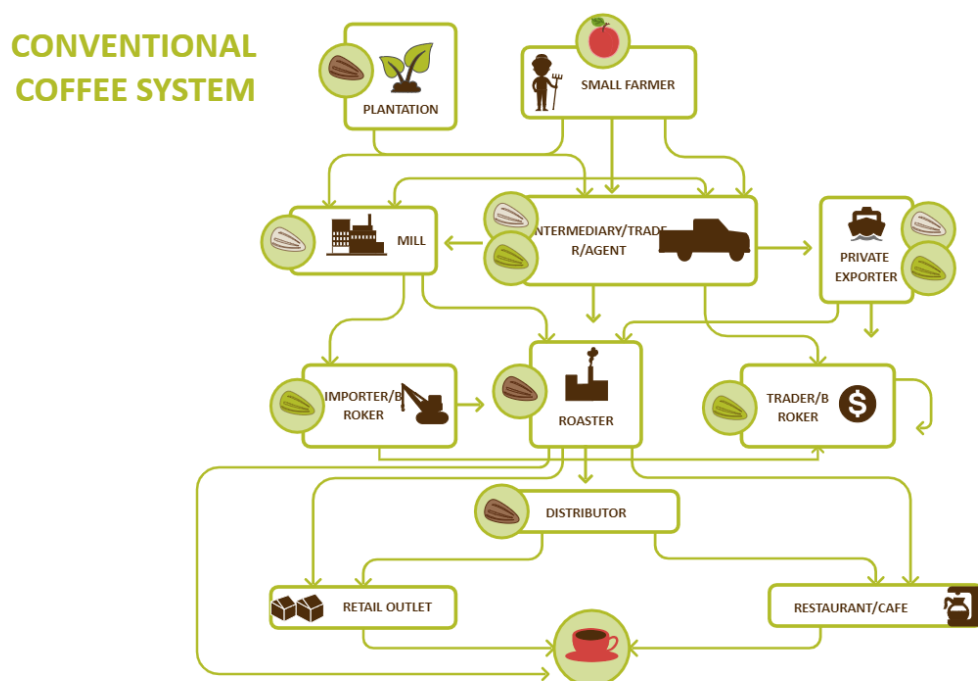 CONVENTIONAL
COFFEE SYSTEM
PLANTATION
SMALL FARMER
MILL
INTERMEDIARY/TRADE
R/AGENT
PRIVATE
EXPORTER
IMPORTER/B
ROKER
ROASTER
TRADER/B
ROKER
$
DISTRIBUTOR
RETAIL OUTLET
RESTAURANT/CAFE